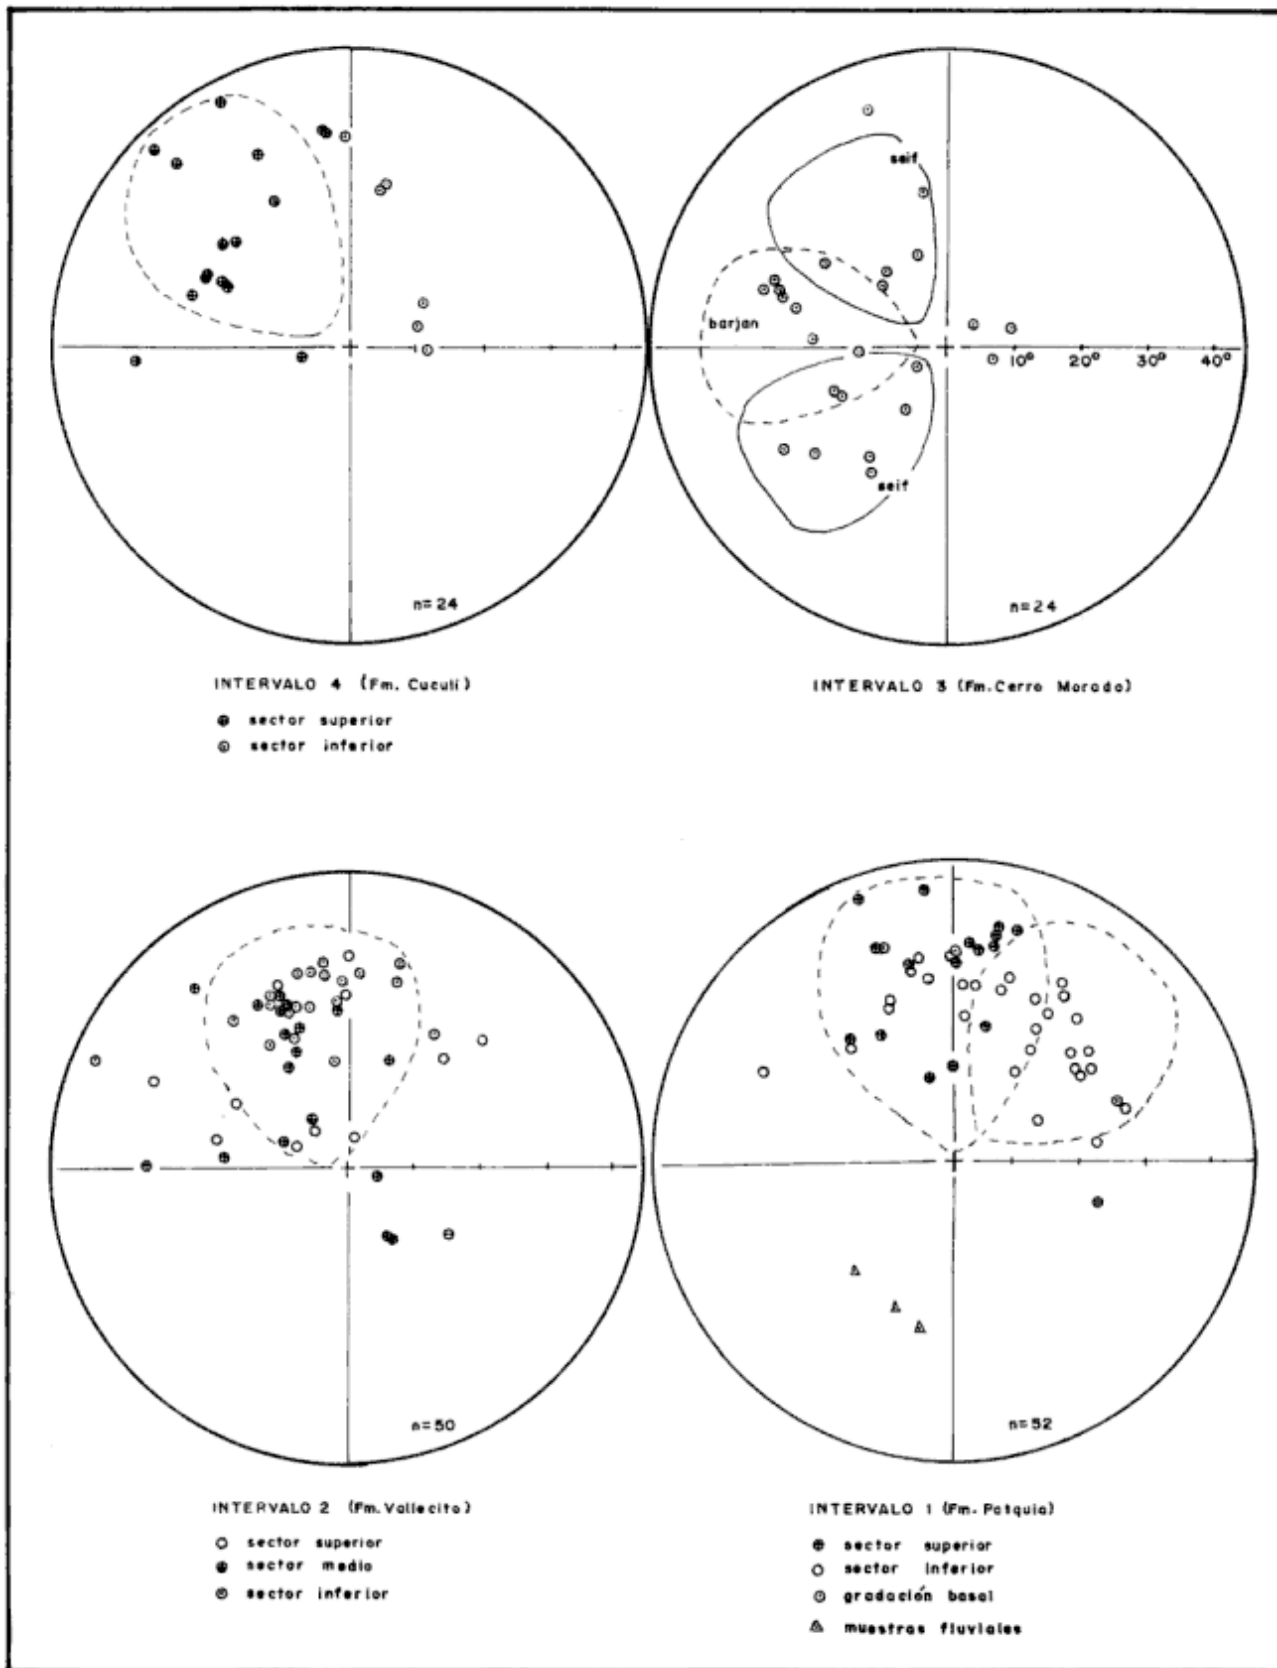 seif
barjan
10° 20° 30° 40°
seif
n=24
n=24
INTERVALO 4 (Fm. Cuculí)
⊕ sector superior
⊙ sector inferior
INTERVALO 3 (Fm. Cerro Morado)
n=50
n=52
INTERVALO 2 (Fm. Vallecito)
sector superior
sector medio
sector inferior
INTERVALO 1 (Fm. Patquía)
sector superior
sector inferior
gradación basal
muestras fluviales